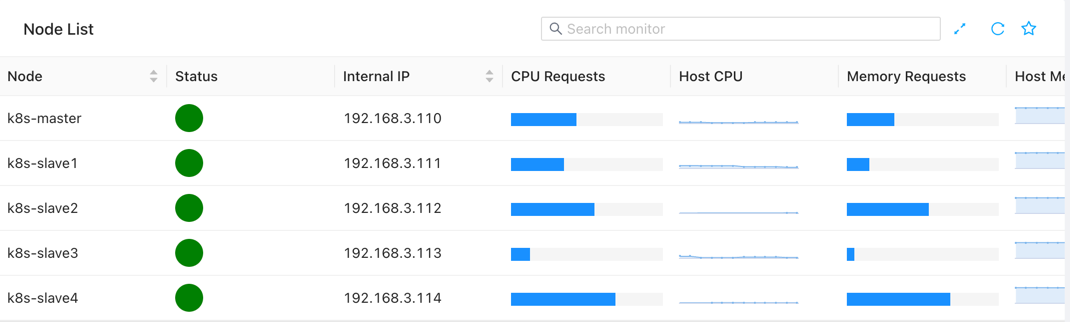 Node List
Search monitor
Node Status Internal IP CPU Requests Host CPU Memory Requests Host Me
k8s-master 192.168.3.110
k8s-slave1 192.168.3.111
k8s-slave2 192.168.3.112
k8s-slave3 192.168.3.113
k8s-slave4 192.168.3.114